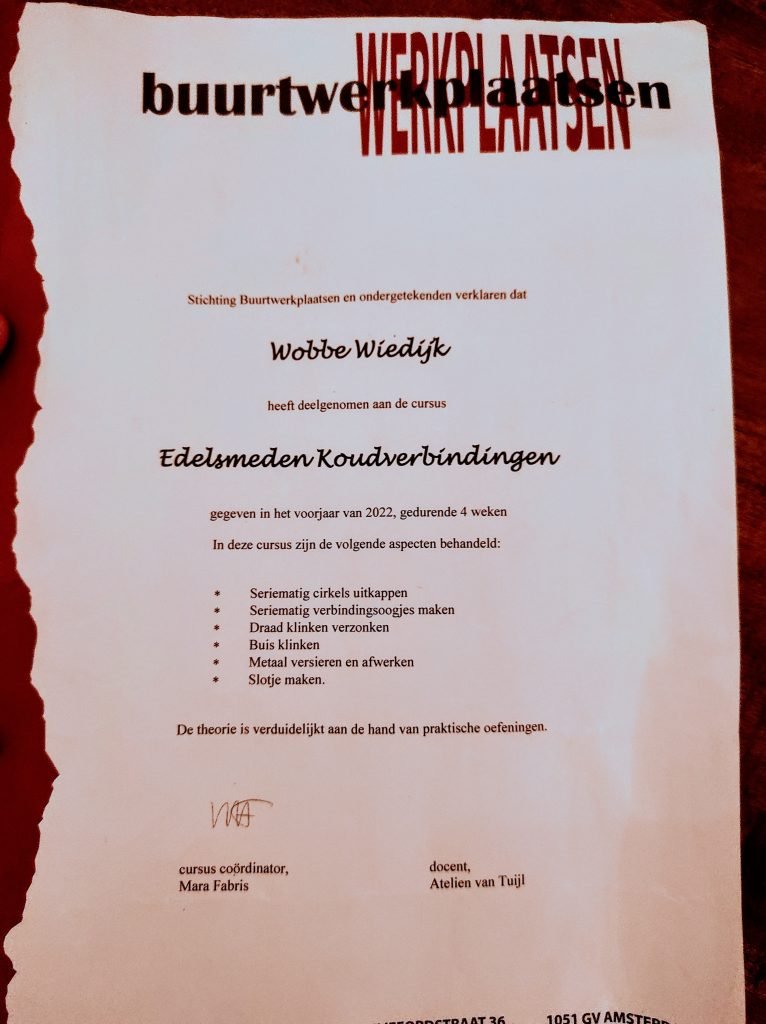 WERKPLAATSEN
buurtwerkplaatsen
Stichting Buurtwerkplaatsen en ondergetekenden verklaren dat
Wobbe Wiedijk
heeft deelgenomen aan de cursus
Edelsmeden Koudverbindingen
gegeven in het voorjaar van 2022, gedurende 4 weken
In deze cursus zijn de volgende aspecten behandeld:
* Seriematig cirkels uitkappen
* Seriematig verbindingsoogjes maken
* Draad klinken verzonken
* Buis klinken
* Metaal versieren en afwerken
* Slotje maken.
De theorie is verduidelijkt aan de hand van praktische oefeningen.
cursus coördinator, docent,
Mara Fabris Atelien van Tuijl
36 1051 GV